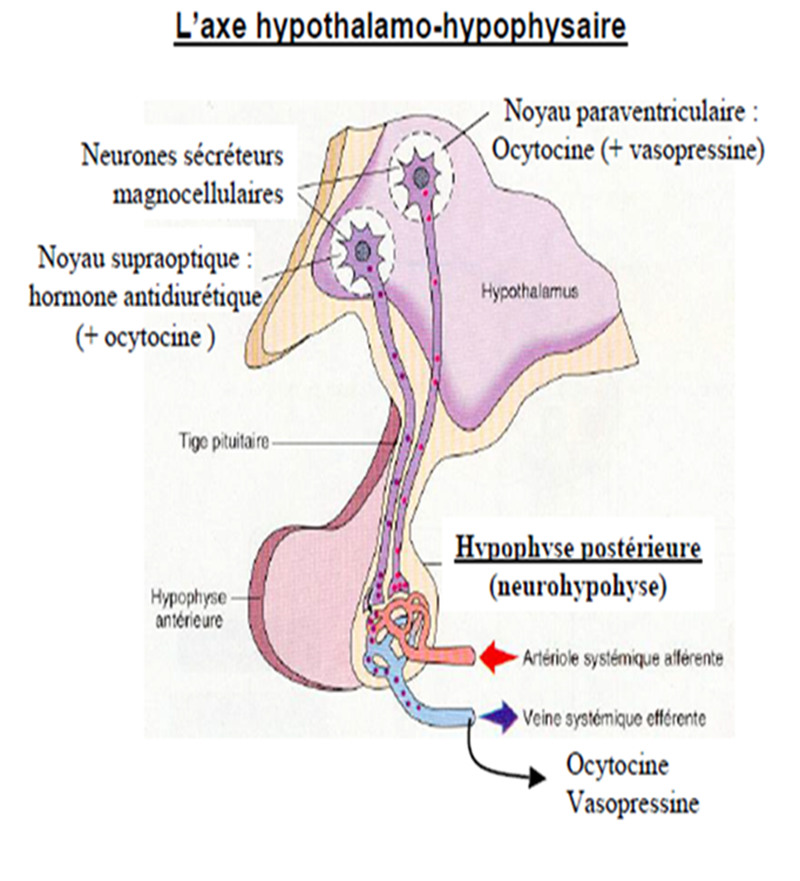 L'axe hypothalamo-hypophysaire
Noyau paraventriculaire :
Ocytocine (+ vasopressine)
Neurones sécréteurs
magnocellulaires
Noyau supraoptique :
hormone antidiurétique
(+ ocytocine )
Hypothalamus
Tige pituitaire
Hypophyse postérieure
(neurohypohyse)
Hypophyse
antérieure
Artériole systémique afférente
Veine systémique efférente
Ocytocine
Vasopressine